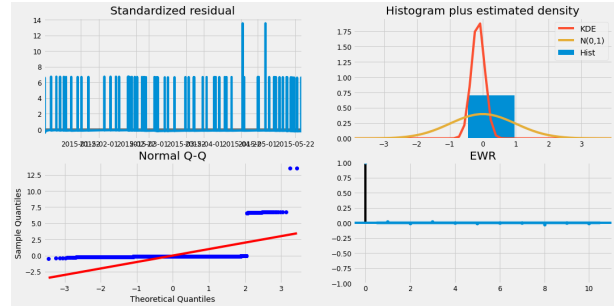 Standardized residual
14
12
10
8
6
4
2
0
2015-05-22
Histogram plus estimated density
KDE
N(0,1)
Hist
1.75
1.50
1.25
1.00
0.75
0.50
0.25
0.00
−3 −2 −1 0 1 2 3
Normal Q-Q
Sample Quantiles
12.5
10.0
7.5
5.0
2.5
0.0
−2.5
−3 −2 −1 0 1 2 3
Theoretical Quantiles
EWR
1.00
0.75
0.50
0.25
0.00
−0.25
−0.50
−0.75
−1.00
0 2 4 6 8 10